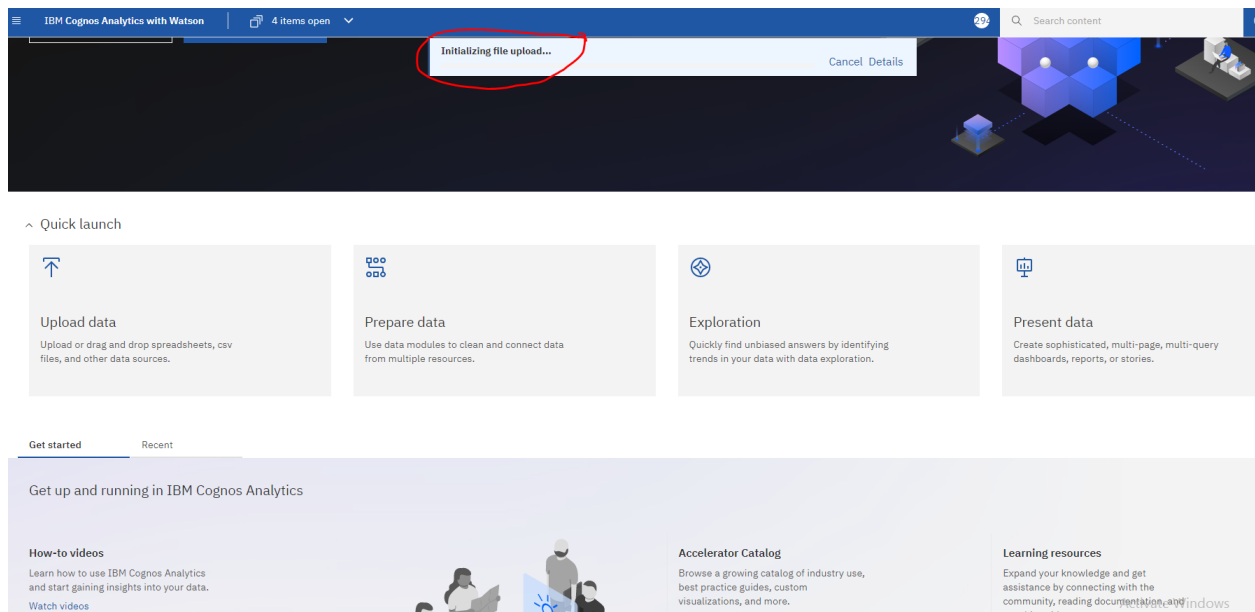 IBM Cognos Analytics with Watson
4 items open
294
Search content
Initializing file upload...
Cancel Details
Quick launch
Upload data
Upload or drag and drop spreadsheets, csv
files, and other data sources.
Prepare data
Use data modules to clean and connect data
from multiple resources.
Exploration
Quickly find unbiased answers by identifying
trends in your data with data exploration.
Present data
Create sophisticated, multi-page, multi-query
dashboards, reports, or stories.
Get started
Recent
Get up and running in IBM Cognos Analytics
How-to videos
Learn how to use IBM Cognos Analytics
and start gaining insights into your data.
Watch videos
Accelerator Catalog
Browse a growing catalog of industry use,
best practice guides, custom
visualizations, and more.
Learning resources
Expand your knowledge and get
assistance by connecting with the
community, reading documentation, and
Activate Windows